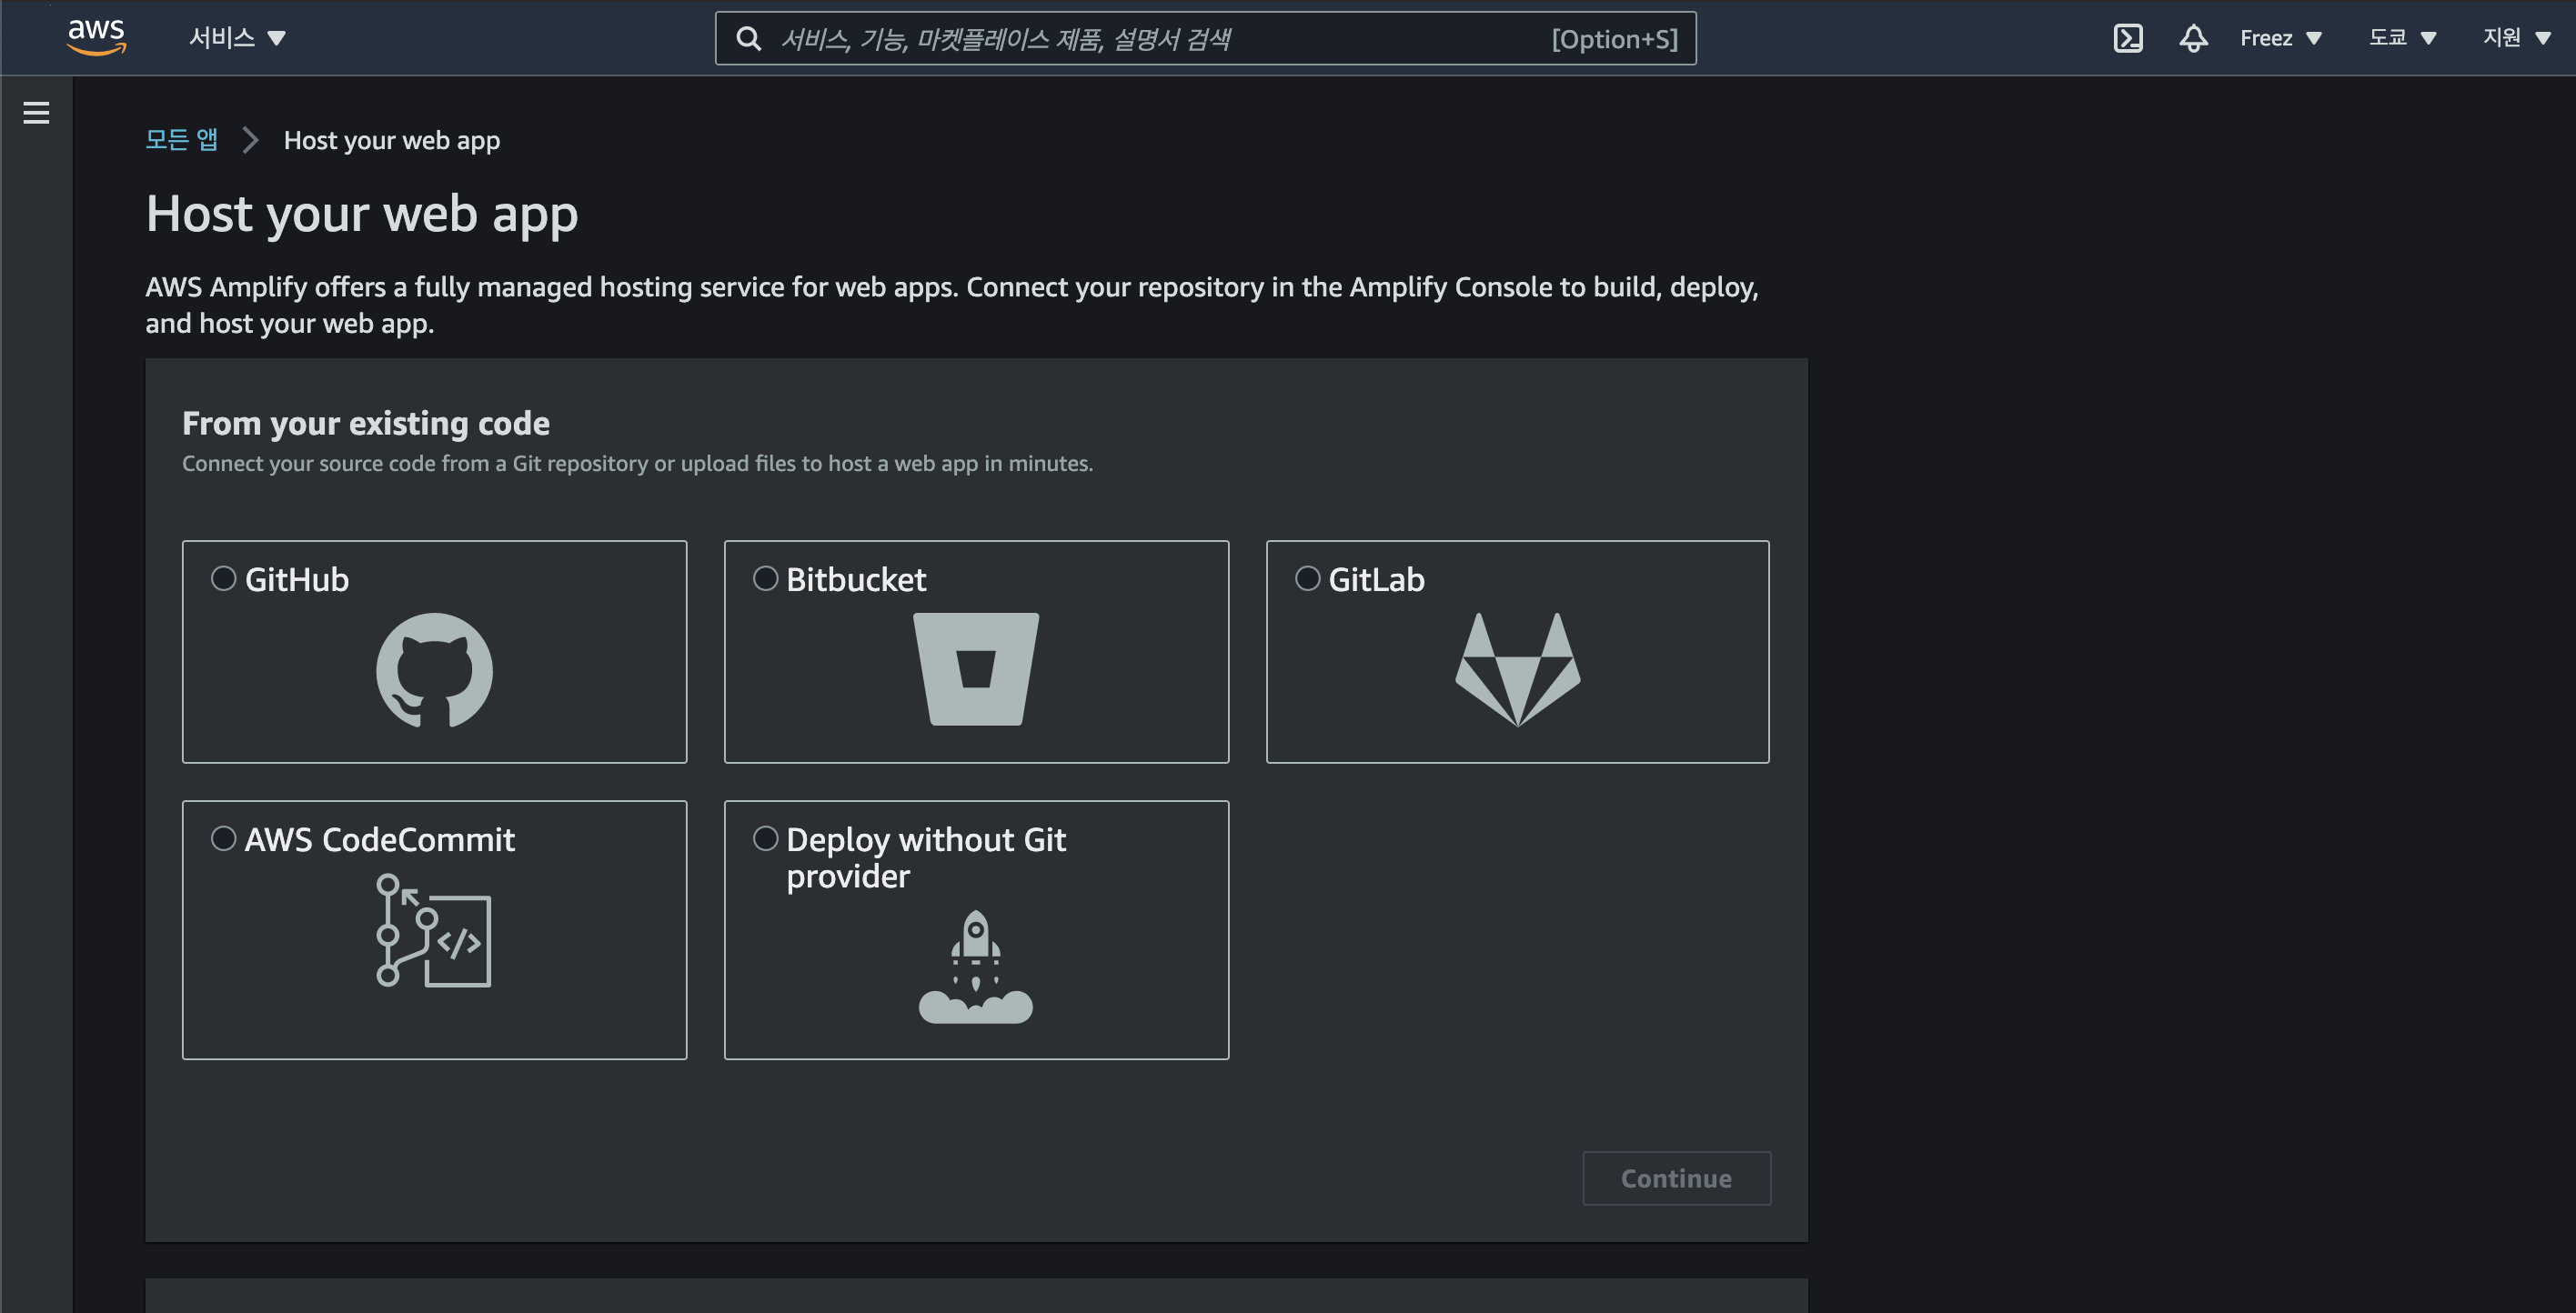 aws 서비스 서비스, 기능, 마켓플레이스 제품, 설명서 검색 [Option+S] Freez 도쿄 지원
모든 앱 Host your web app
Host your web app
AWS Amplify offers a fully managed hosting service for web apps. Connect your repository in the Amplify Console to build, deploy,
and host your web app.
From your existing code
Connect your source code from a Git repository or upload files to host a web app in minutes.
GitHub Bitbucket GitLab
AWS CodeCommit Deploy without Git
provider
</>
Continue